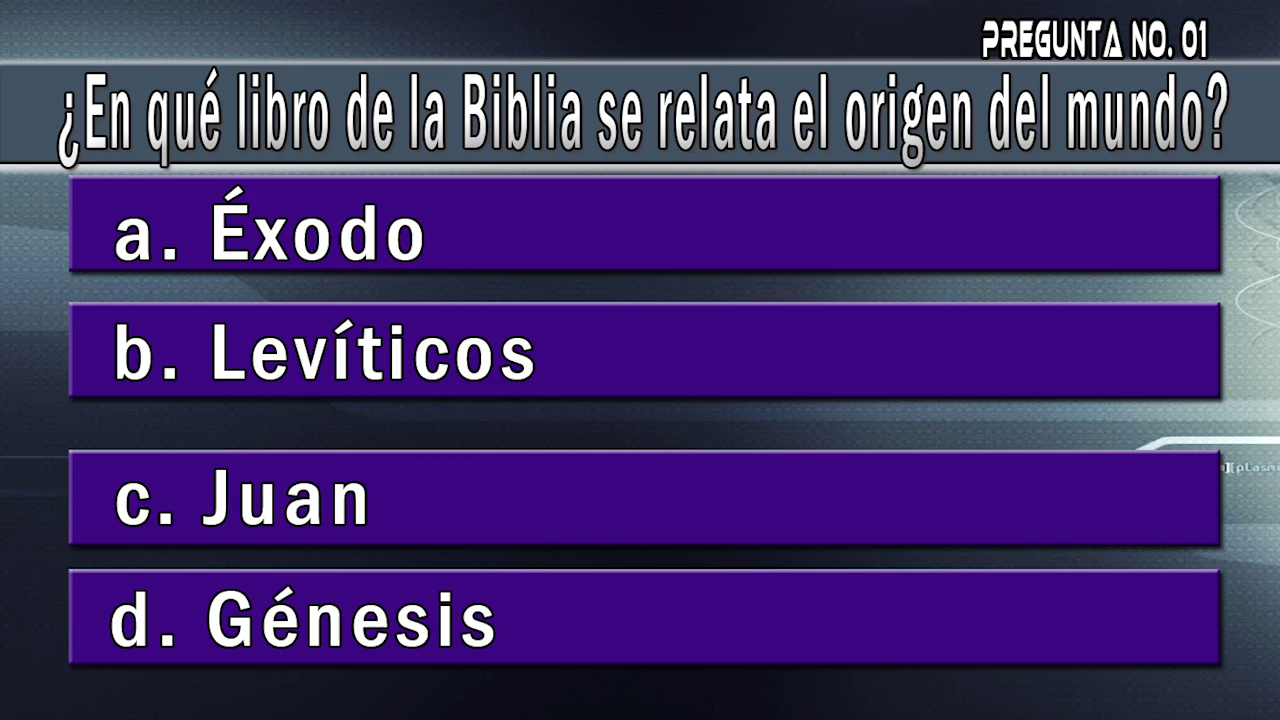 PREGUNTA NO. 01
¿En qué libro de la Biblia se relata el origen del mundo?
a. Éxodo
b. Levíticos
c. Juan
d. Génesis